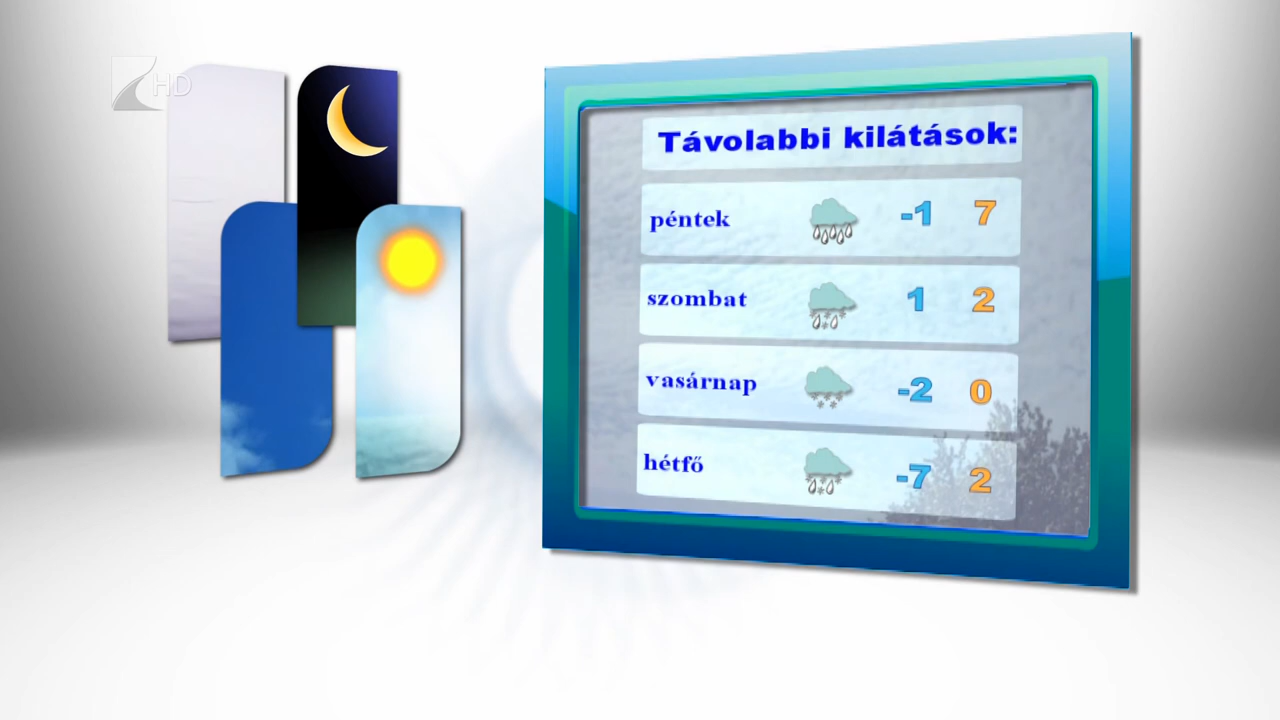 HD
Távolabbi kilátások:
péntek -1 7
szombat 1 2
vasárnap -2 0
hétfő -7 2